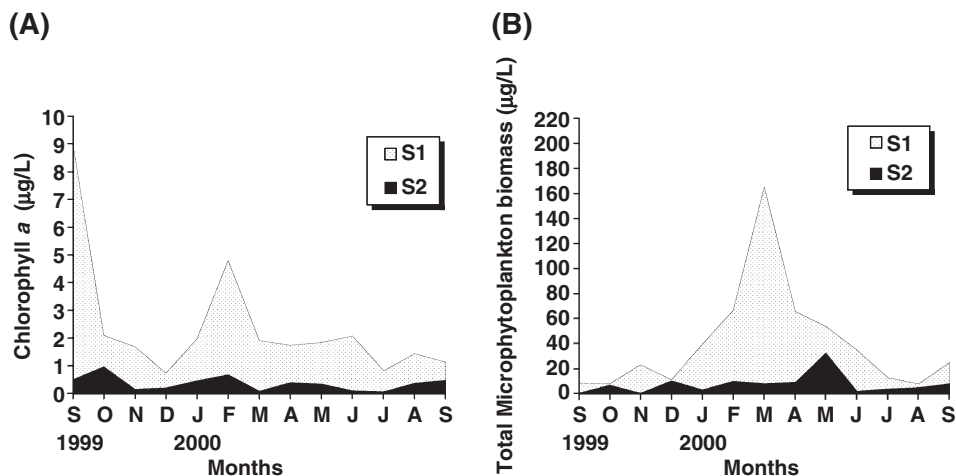 (A)
Chlorophyll a (µg/L)
10
9
8
7
6
5
4
3
2
1
0
S1
S2
S O N D J F M A M J J A S
1999 2000
Months
(B)
Total Microphytoplankton biomass (µg/L)
220
200
180
160
140
120
100
80
60
40
20
0
S1
S2
S O N D J F M A M J J A S
1999 2000
Months